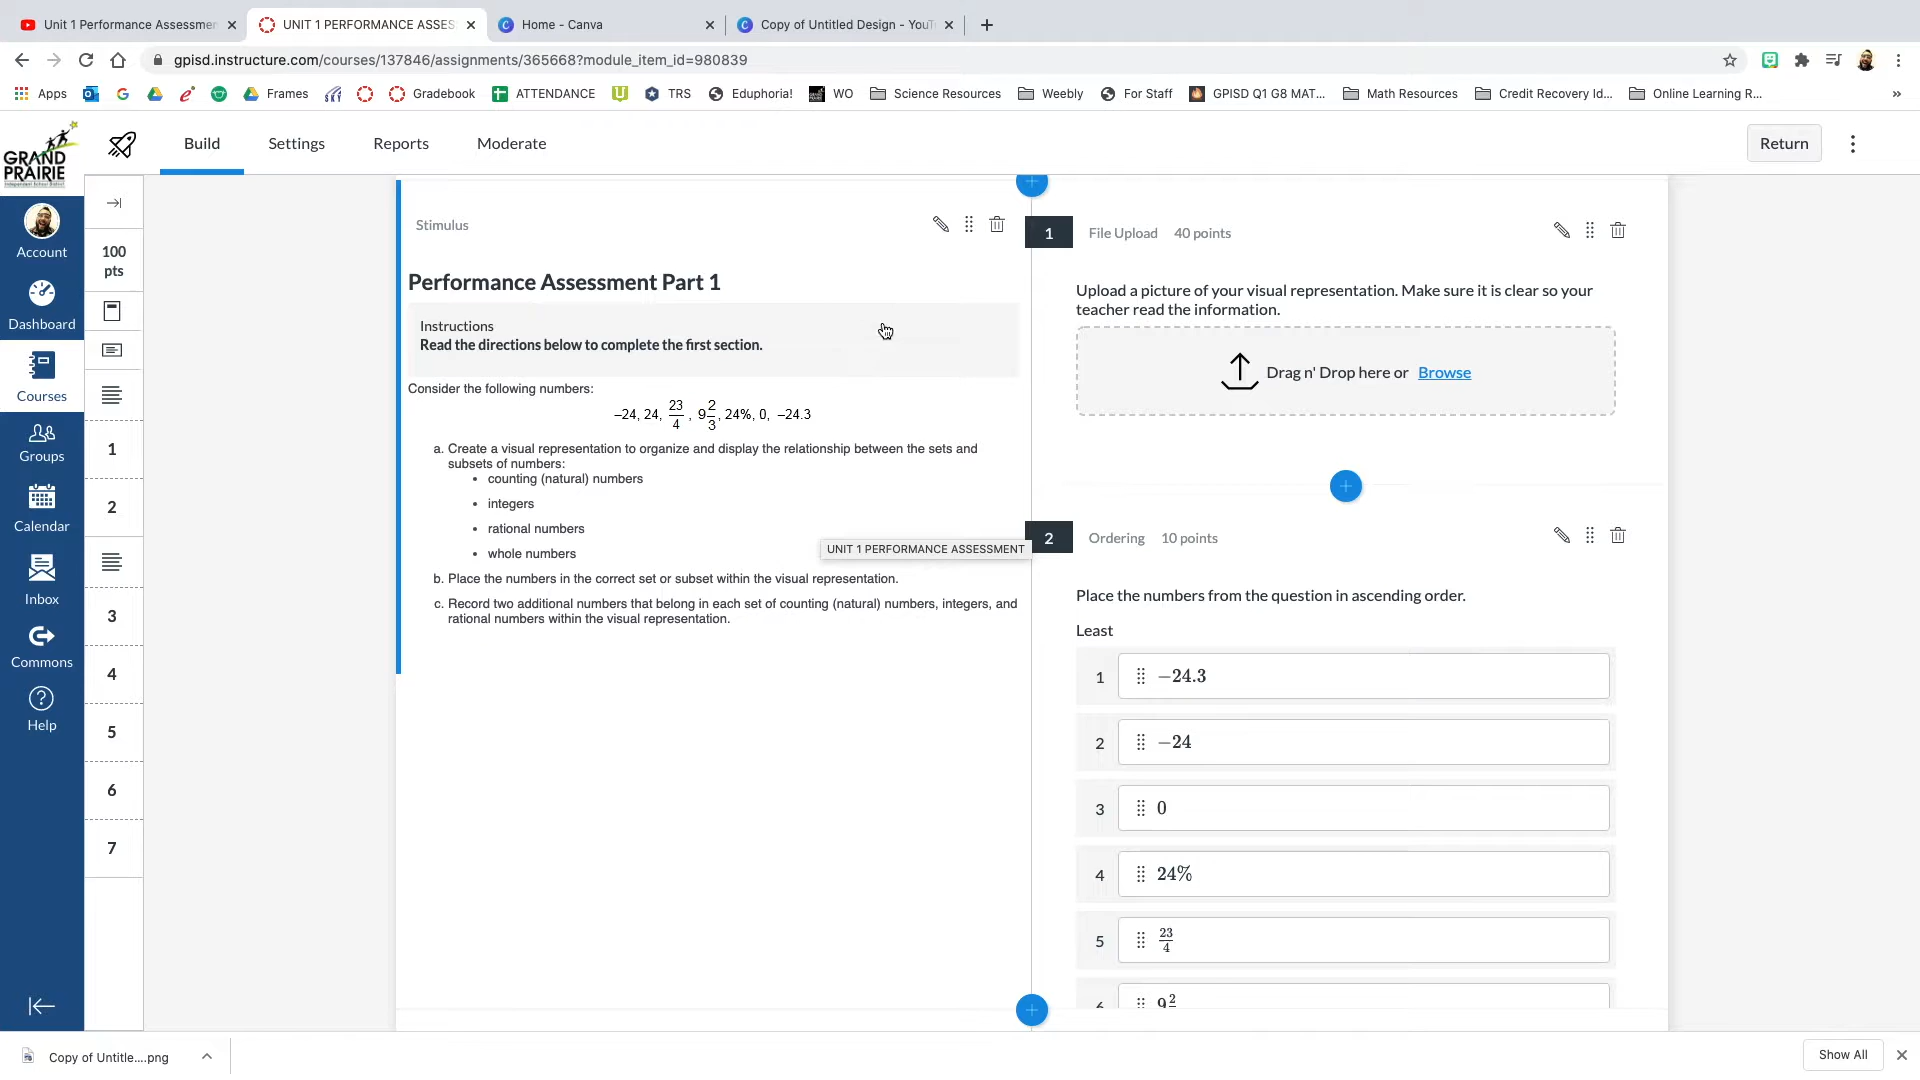 Unit 1 Performance Assessmen
UNIT 1 PERFORMANCE ASSES
Home - Canva
Copy of Untitled Design - YouT
gpisd.instructure.com/courses/137846/assignments/365668?module_item_id=980839
Apps
Frames
Gradebook
ATTENDANCE
TRS
Eduphoria!
WO
Science Resources
Weebly
For Staff
GPISD Q1 G8 MAT...
Math Resources
Credit Recovery Id...
Online Learning R...
»
GRAND
PRAIRIE
Build
Settings
Reports
Moderate
Return
Account
Dashboard
Courses
Groups
Calendar
Inbox
Commons
Help
100
pts
1
2
3
4
5
6
7
Stimulus
Performance Assessment Part 1
Instructions
Read the directions below to complete the first section.
Consider the following numbers:
–24, 24, 23/4, 9 2/3, 24%, 0, –24.3
a. Create a visual representation to organize and display the relationship between the sets and
subsets of numbers:
• counting (natural) numbers
• integers
• rational numbers
• whole numbers
b. Place the numbers in the correct set or subset within the visual representation.
c. Record two additional numbers that belong in each set of counting (natural) numbers, integers, and
rational numbers within the visual representation.
UNIT 1 PERFORMANCE ASSESSMENT
1 File Upload 40 points
Upload a picture of your visual representation. Make sure it is clear so your
teacher read the information.
Drag n' Drop here or Browse
2 Ordering 10 points
Place the numbers from the question in ascending order.
Least
1 −24.3
2 −24
3 0
4 24%
5 23/4
6 9 2/
Copy of Untitle....png
Show All